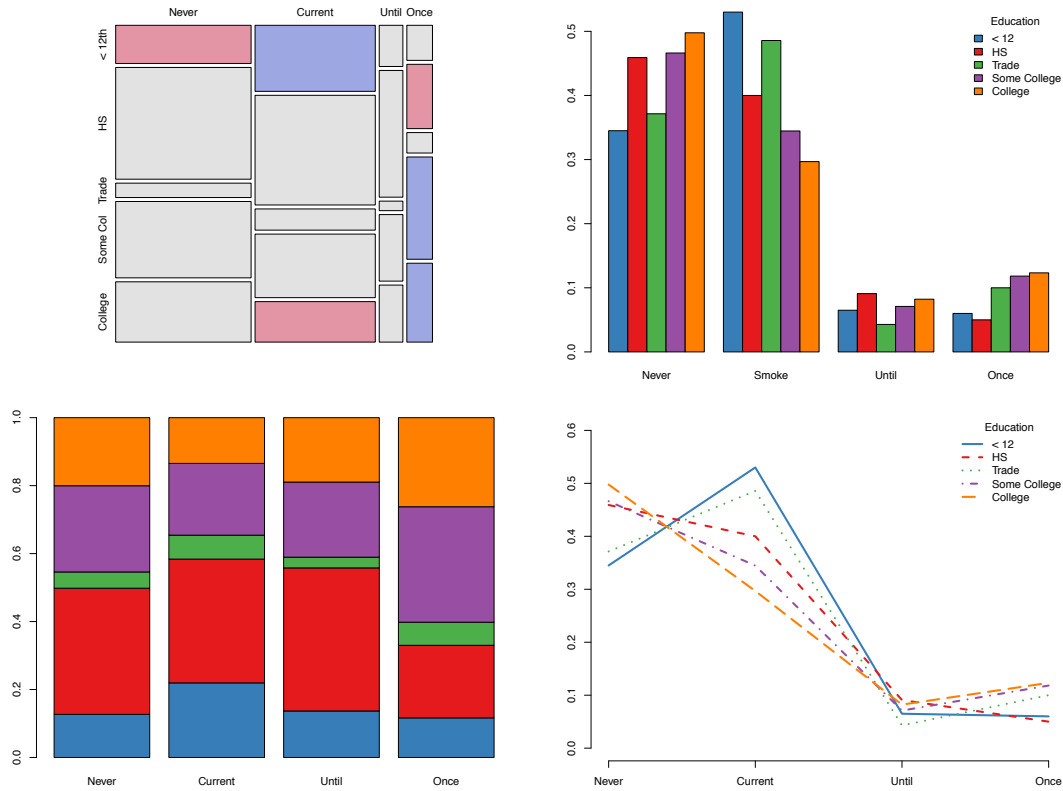 Never Current Until Once
< 12th
HS
Trade
Some Col
College
Education
< 12
HS
Trade
Some College
College
0.5
0.4
0.3
0.2
0.1
0.0
Never Smoke Until Once
1.0
0.8
0.6
0.4
0.2
0.0
Never Current Until Once
Education
< 12
HS
Trade
Some College
College
0.6
0.5
0.4
0.3
0.2
0.1
0.0
Never Current Until Once